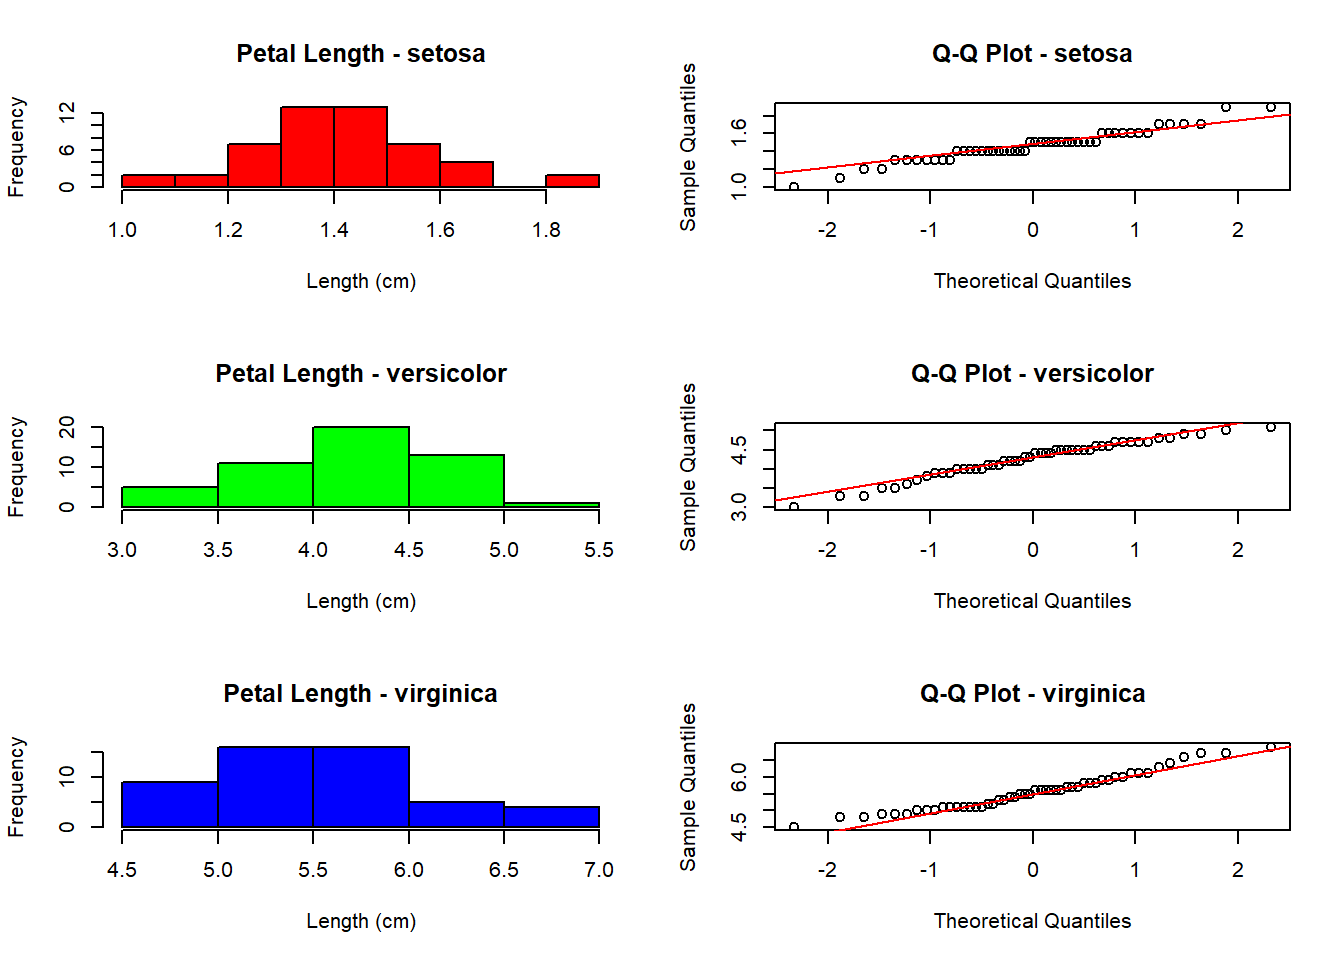 Petal Length - setosa
Frequency
12
6
0
1.0 1.2 1.4 1.6 1.8
Length (cm)
Q-Q Plot - setosa
Sample Quantiles
1.6
1.0
-2 -1 0 1 2
Theoretical Quantiles
Petal Length - versicolor
Frequency
20
10
0
3.0 3.5 4.0 4.5 5.0 5.5
Length (cm)
Q-Q Plot - versicolor
Sample Quantiles
4.5
3.0
-2 -1 0 1 2
Theoretical Quantiles
Petal Length - virginica
Frequency
10
0
4.5 5.0 5.5 6.0 6.5 7.0
Length (cm)
Q-Q Plot - virginica
Sample Quantiles
6.0
4.5
-2 -1 0 1 2
Theoretical Quantiles